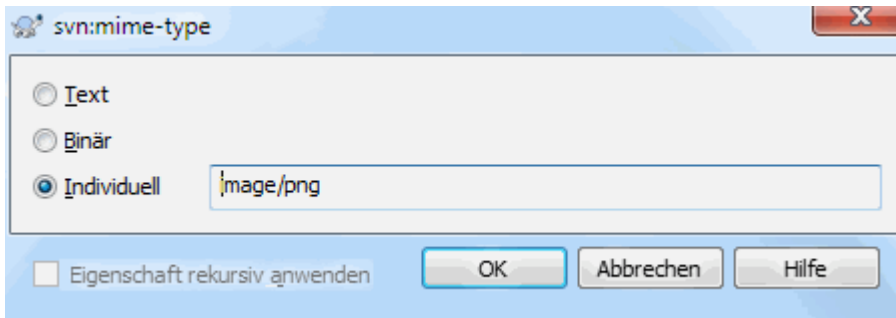 svn:mime-type
Text
Binär
Individuell image/png
Eigenschaft rekursiv anwenden OK Abbrechen Hilfe